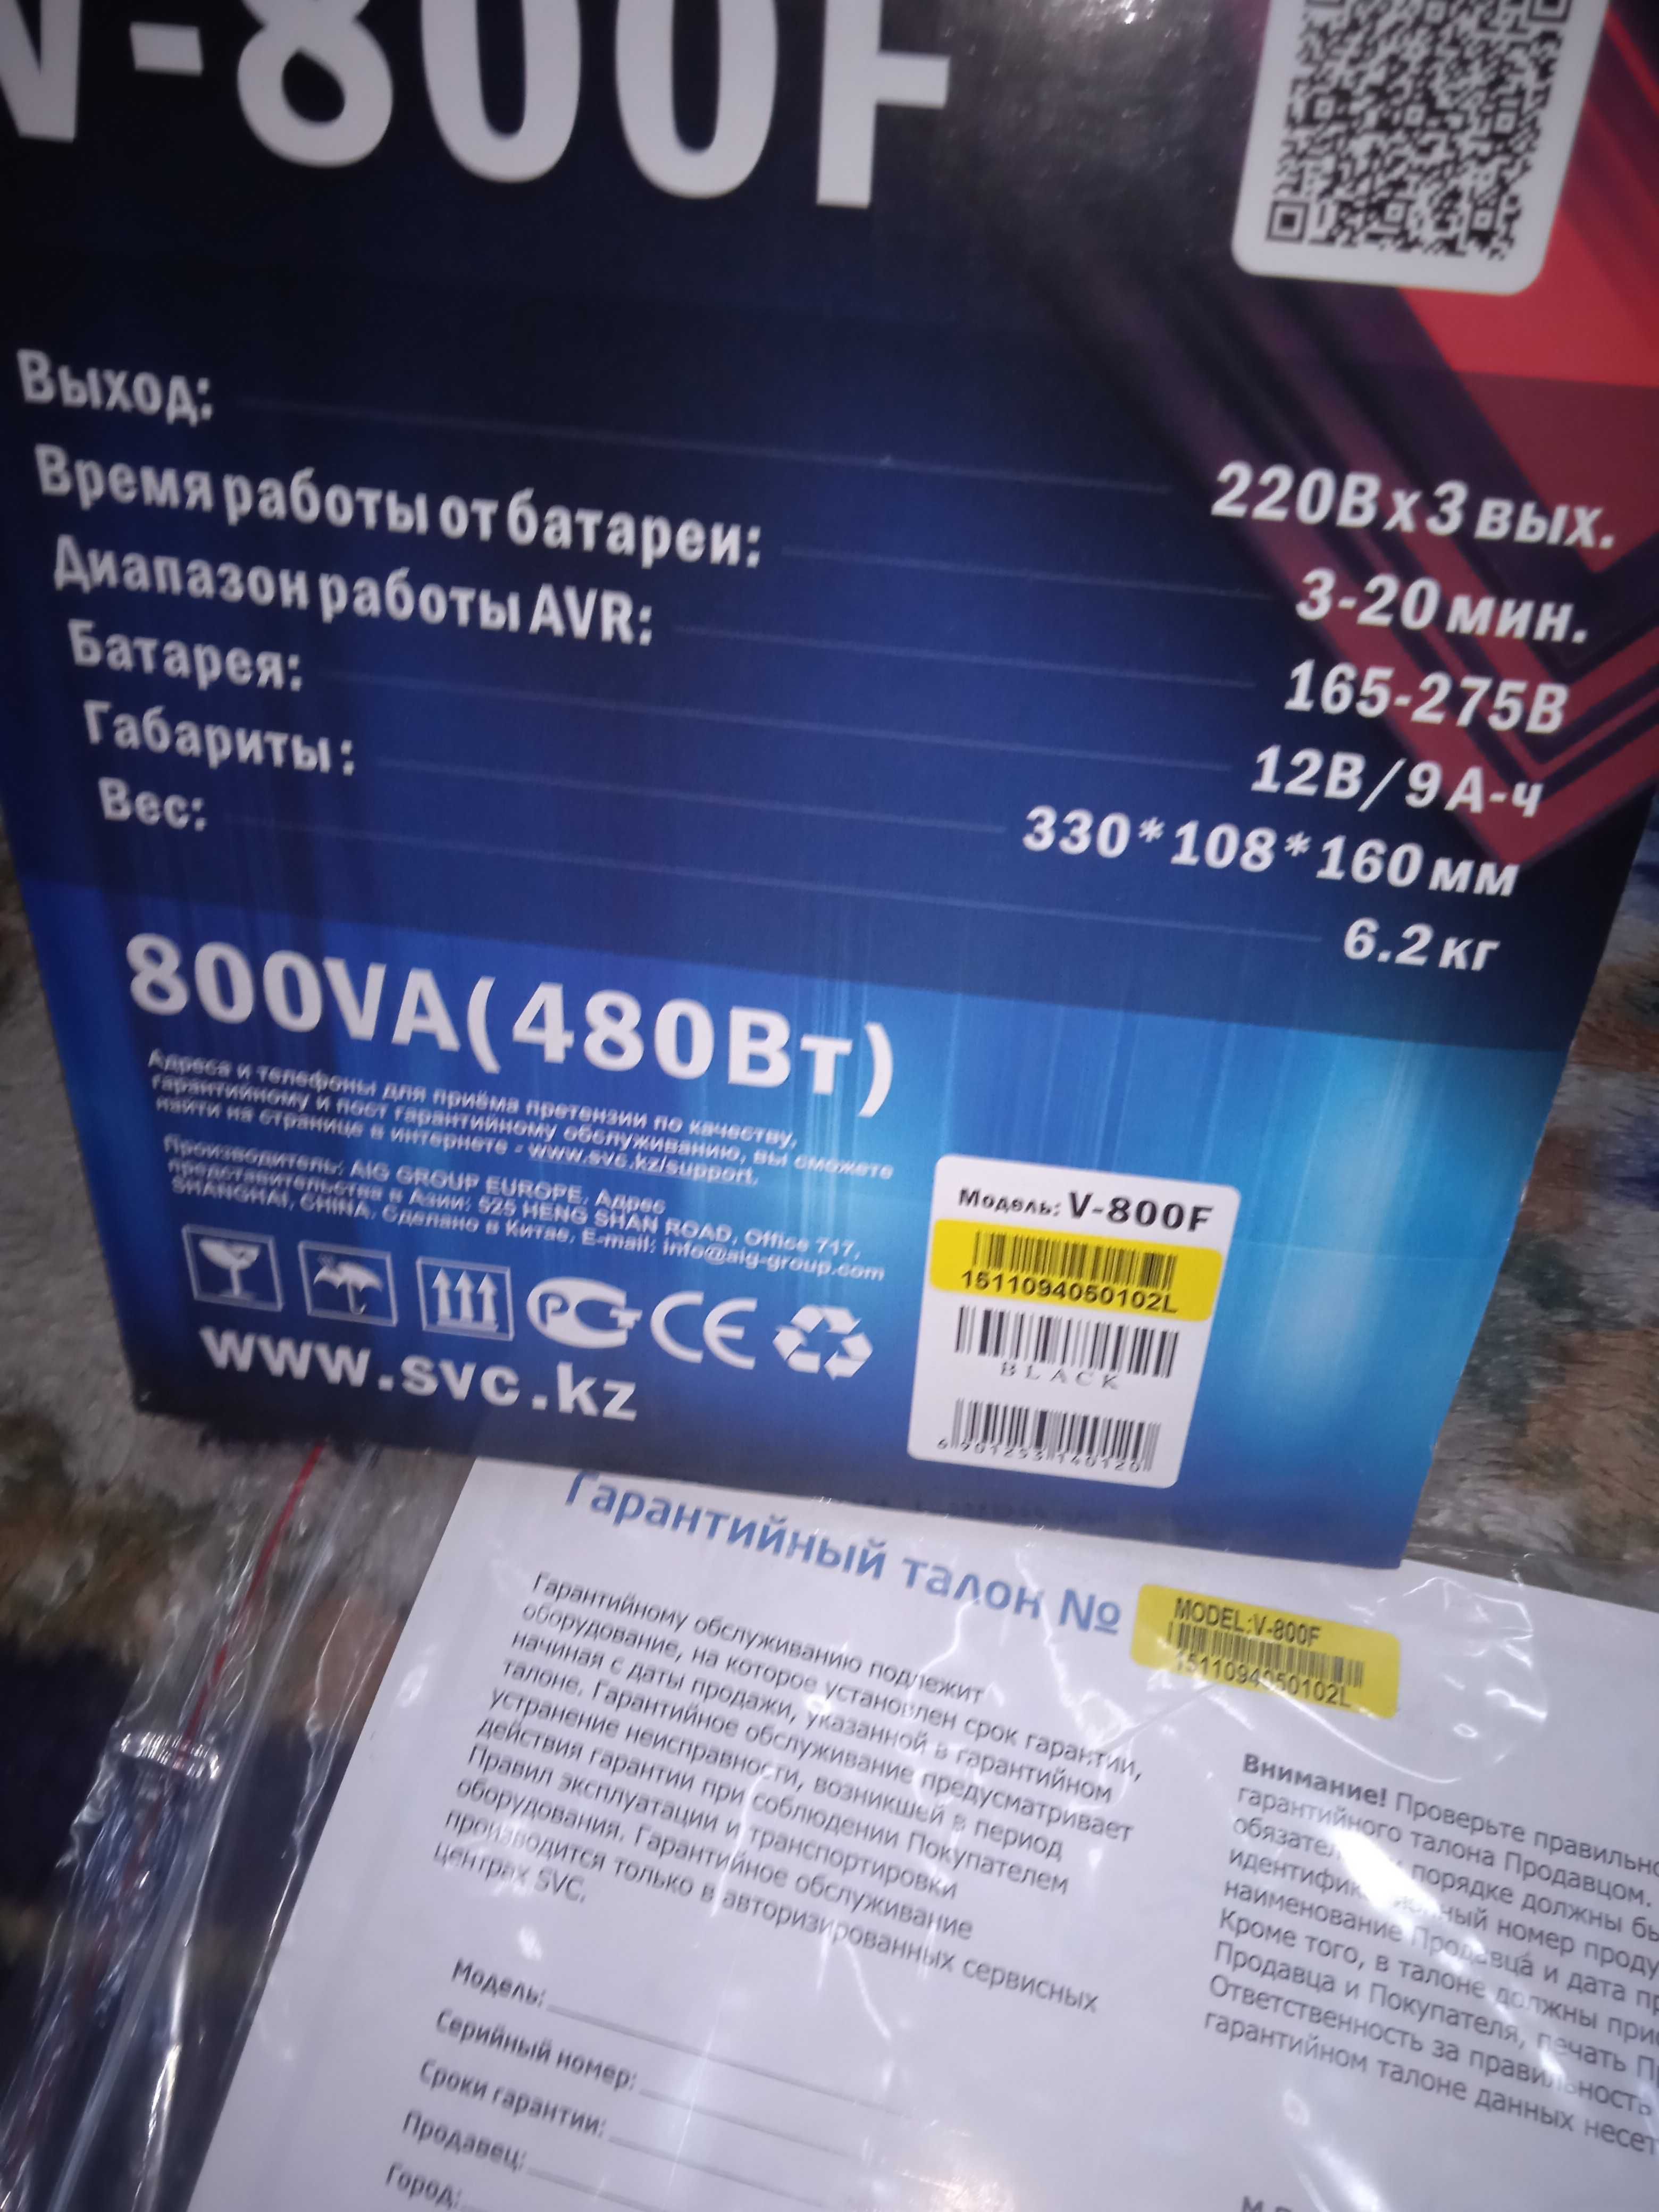 V-800F
Выход:
220В x 3 вых.
Время работы от батареи:
3-20 мин.
Диапазон работы AVR:
165-275В
Батарея:
12В/9 А-ч
Габариты:
330*108*160 мм
Вес:
6.2 кг
800VA(480Вт)
Адреса и телефоны для приёма претензии по качеству,
гарантийному и пост гарантийному обслуживанию, вы сможете
найти на странице в интернете - www.svc.kz/support.
Производитель: AIG GROUP EUROPE, Адрес
представительства в Азии: 525 HENG SHAN ROAD, Office 717,
SHANGHAI, CHINA. Сделано в Китае. E-mail: info@aig-group.com
РСТ CE
www.svc.kz
Модель: V-800F
1511094050102L
BLACK
6901253140120
Гарантийный талон №
MODEL:V-800F
1511094050102L
Гарантийному обслуживанию подлежит
оборудование, на которое установлен срок гарантии,
начиная с даты продажи, указанной в гарантийном
талоне. Гарантийное обслуживание предусматривает
устранение неисправности, возникшей в период
действия гарантии при соблюдении Покупателем
Правил эксплуатации и транспортировки
оборудования. Гарантийное обслуживание
производится только в авторизированных сервисных
центрах SVC.
Модель:
Серийный номер:
Сроки гарантии:
Продавец:
Город:
Внимание! Проверьте правильно
гарантийного талона Продавцом.
порядке должны бы
номер проду
наименование Продавца и дата пр
Кроме того, в талоне должны при
Продавца и Покупателя, печать П
Ответственность за правильность
гарантийном талоне данных несет